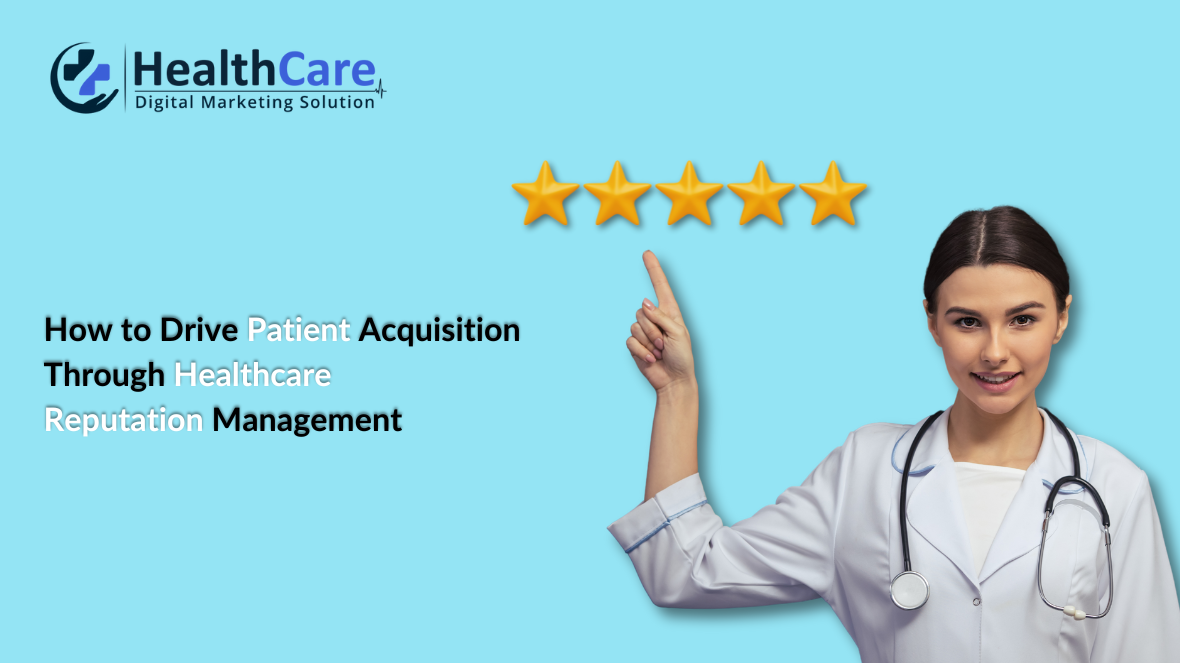 HealthCare
Digital Marketing Solution
How to Drive Patient Acquisition
Through Healthcare
Reputation Management